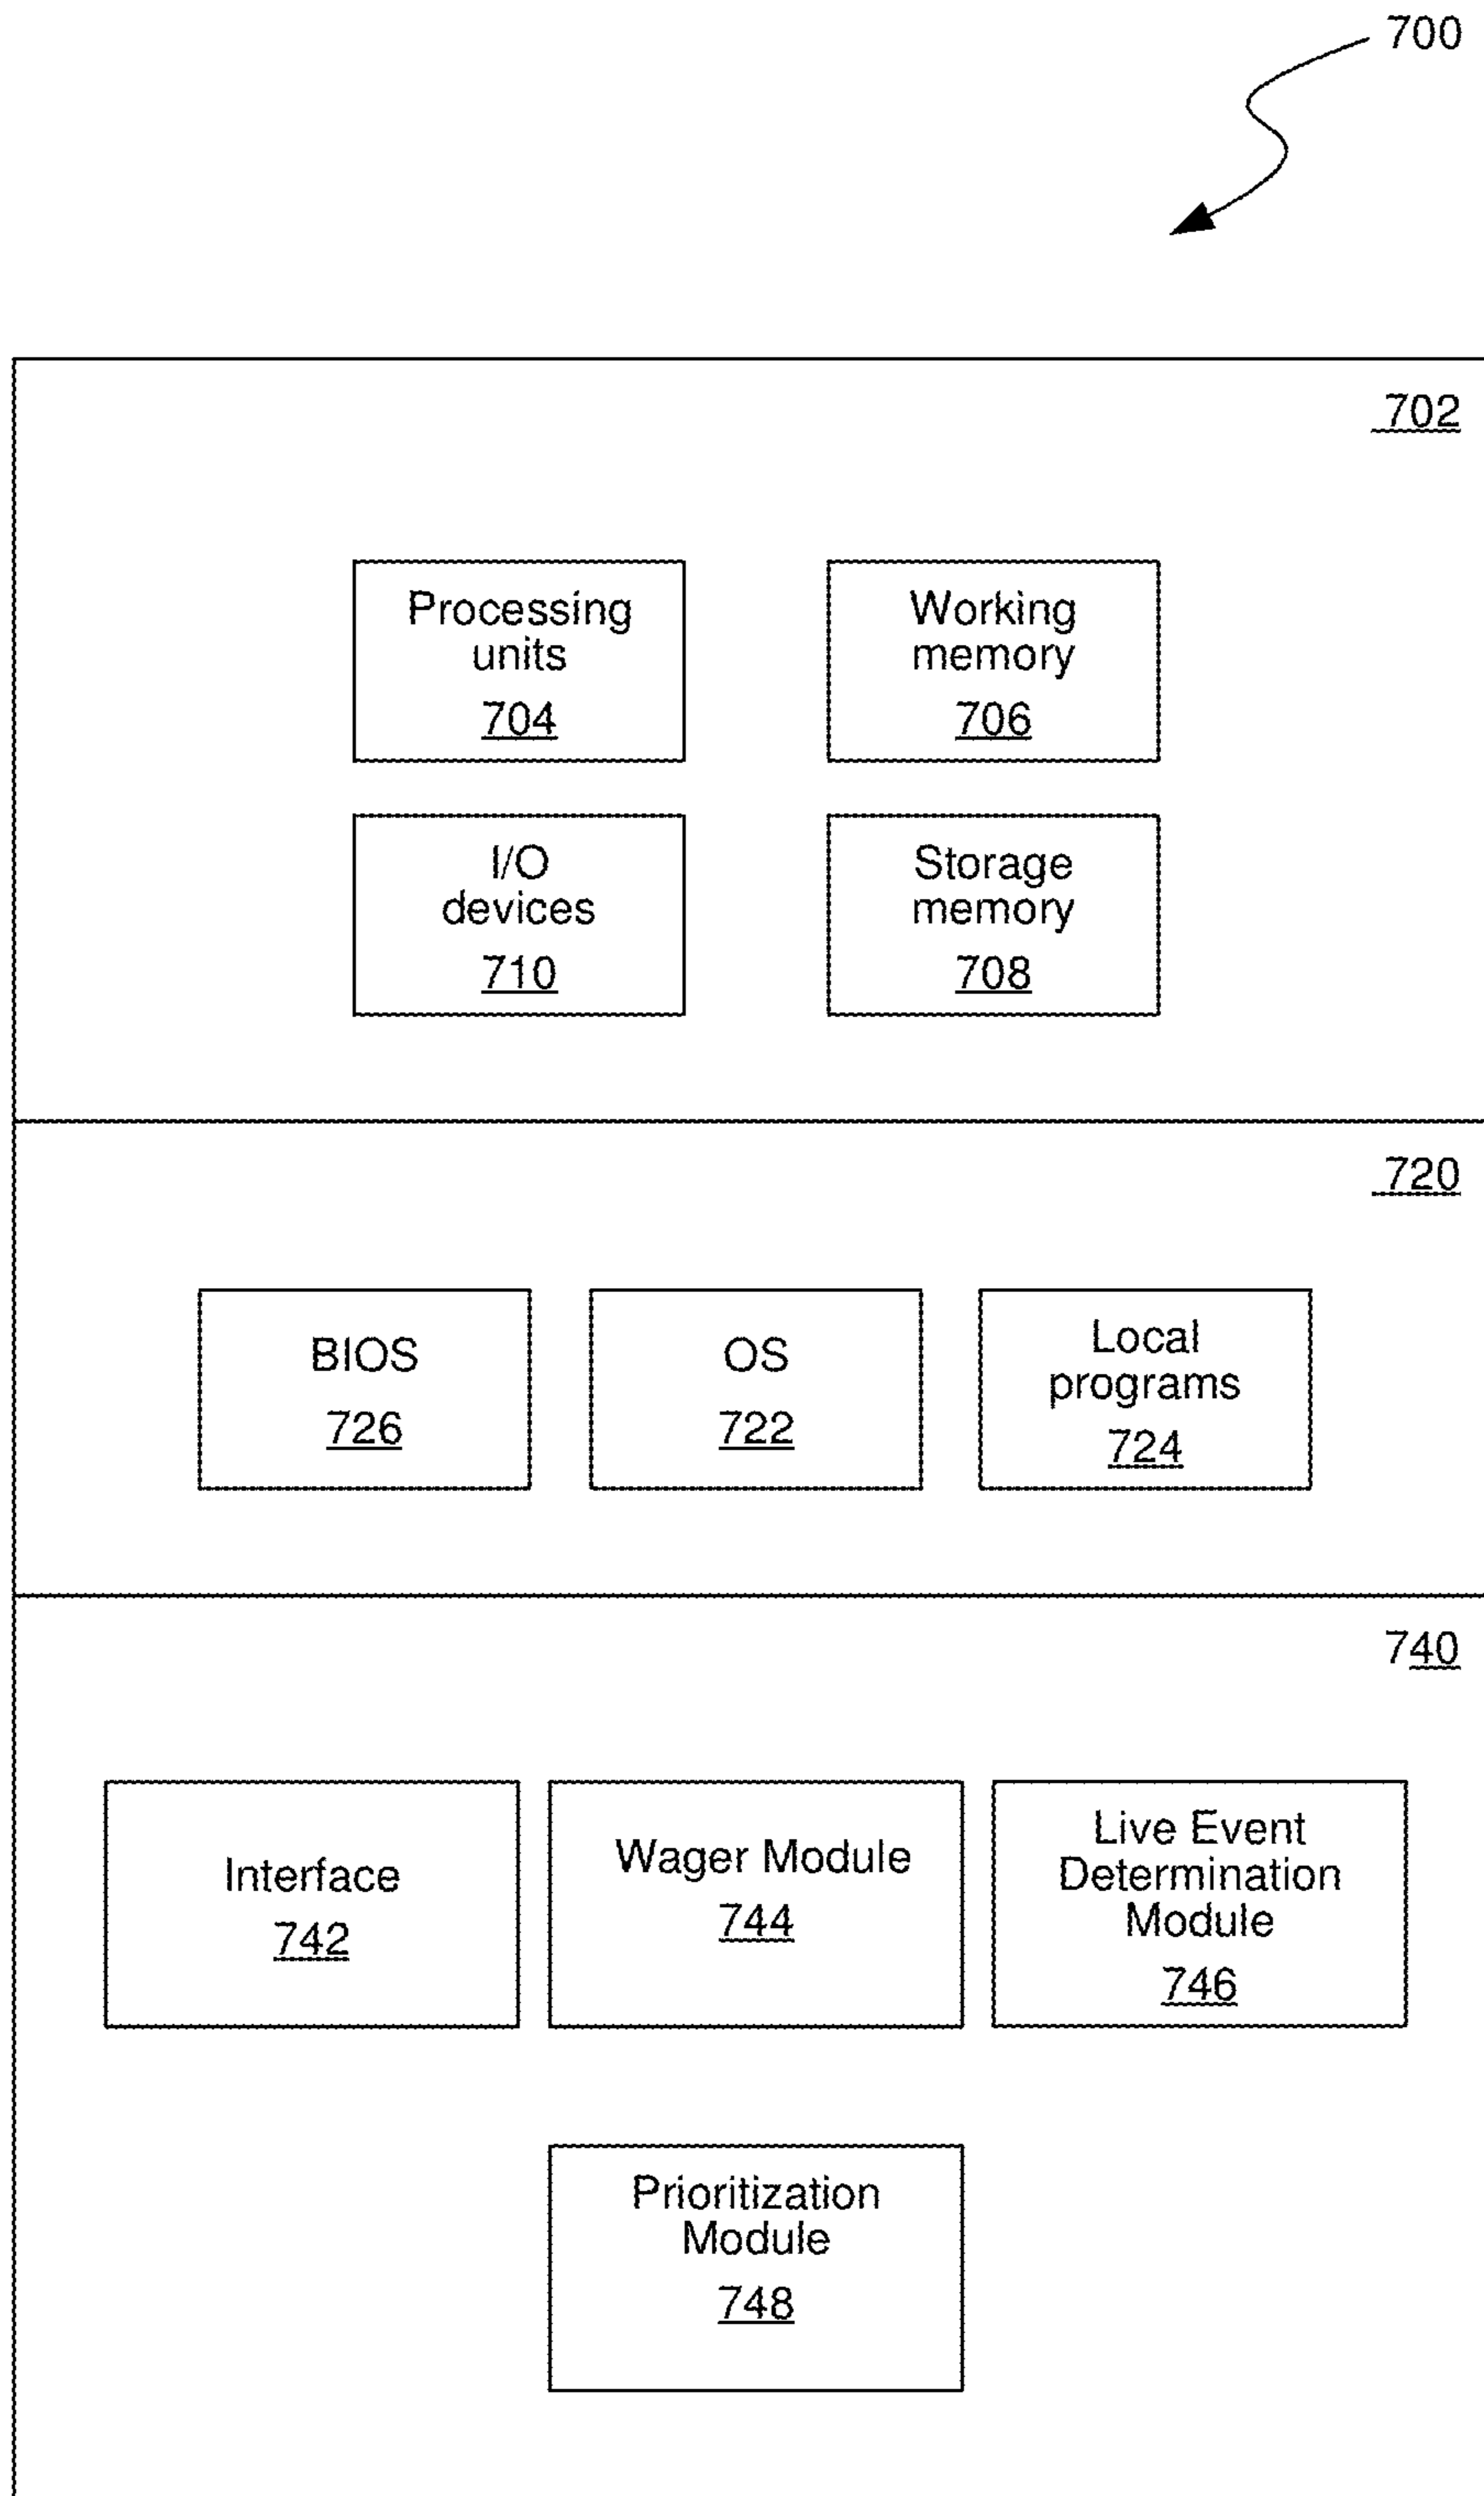 700
702
Processing
units
704
Working
memory
706
I/O
devices
710
Storage
memory
708
720
BIOS
726
OS
722
Local
programs
724
740
Interface
742
Wager Module
744
Live Event
Determination
Module
746
Prioritization
Module
748